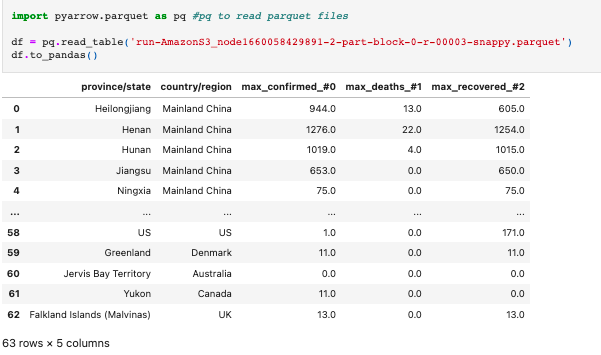 import pyarrow.parquet as pq #pq to read parquet files
df = pq.read_table('run-AmazonS3_node1660058429891-2-part-block-0-r-00003-snappy.parquet')
df.to_pandas()
province/state country/region max_confirmed_#0 max_deaths_#1 max_recovered_#2
0 Heilongjiang Mainland China 944.0 13.0 605.0
1 Henan Mainland China 1276.0 22.0 1254.0
2 Hunan Mainland China 1019.0 4.0 1015.0
3 Jiangsu Mainland China 653.0 0.0 650.0
4 Ningxia Mainland China 75.0 0.0 75.0
... ... ... ... ... ...
58 US US 1.0 0.0 171.0
59 Greenland Denmark 11.0 0.0 11.0
60 Jervis Bay Territory Australia 0.0 0.0 0.0
61 Yukon Canada 11.0 0.0 0.0
62 Falkland Islands (Malvinas) UK 13.0 0.0 13.0
63 rows × 5 columns